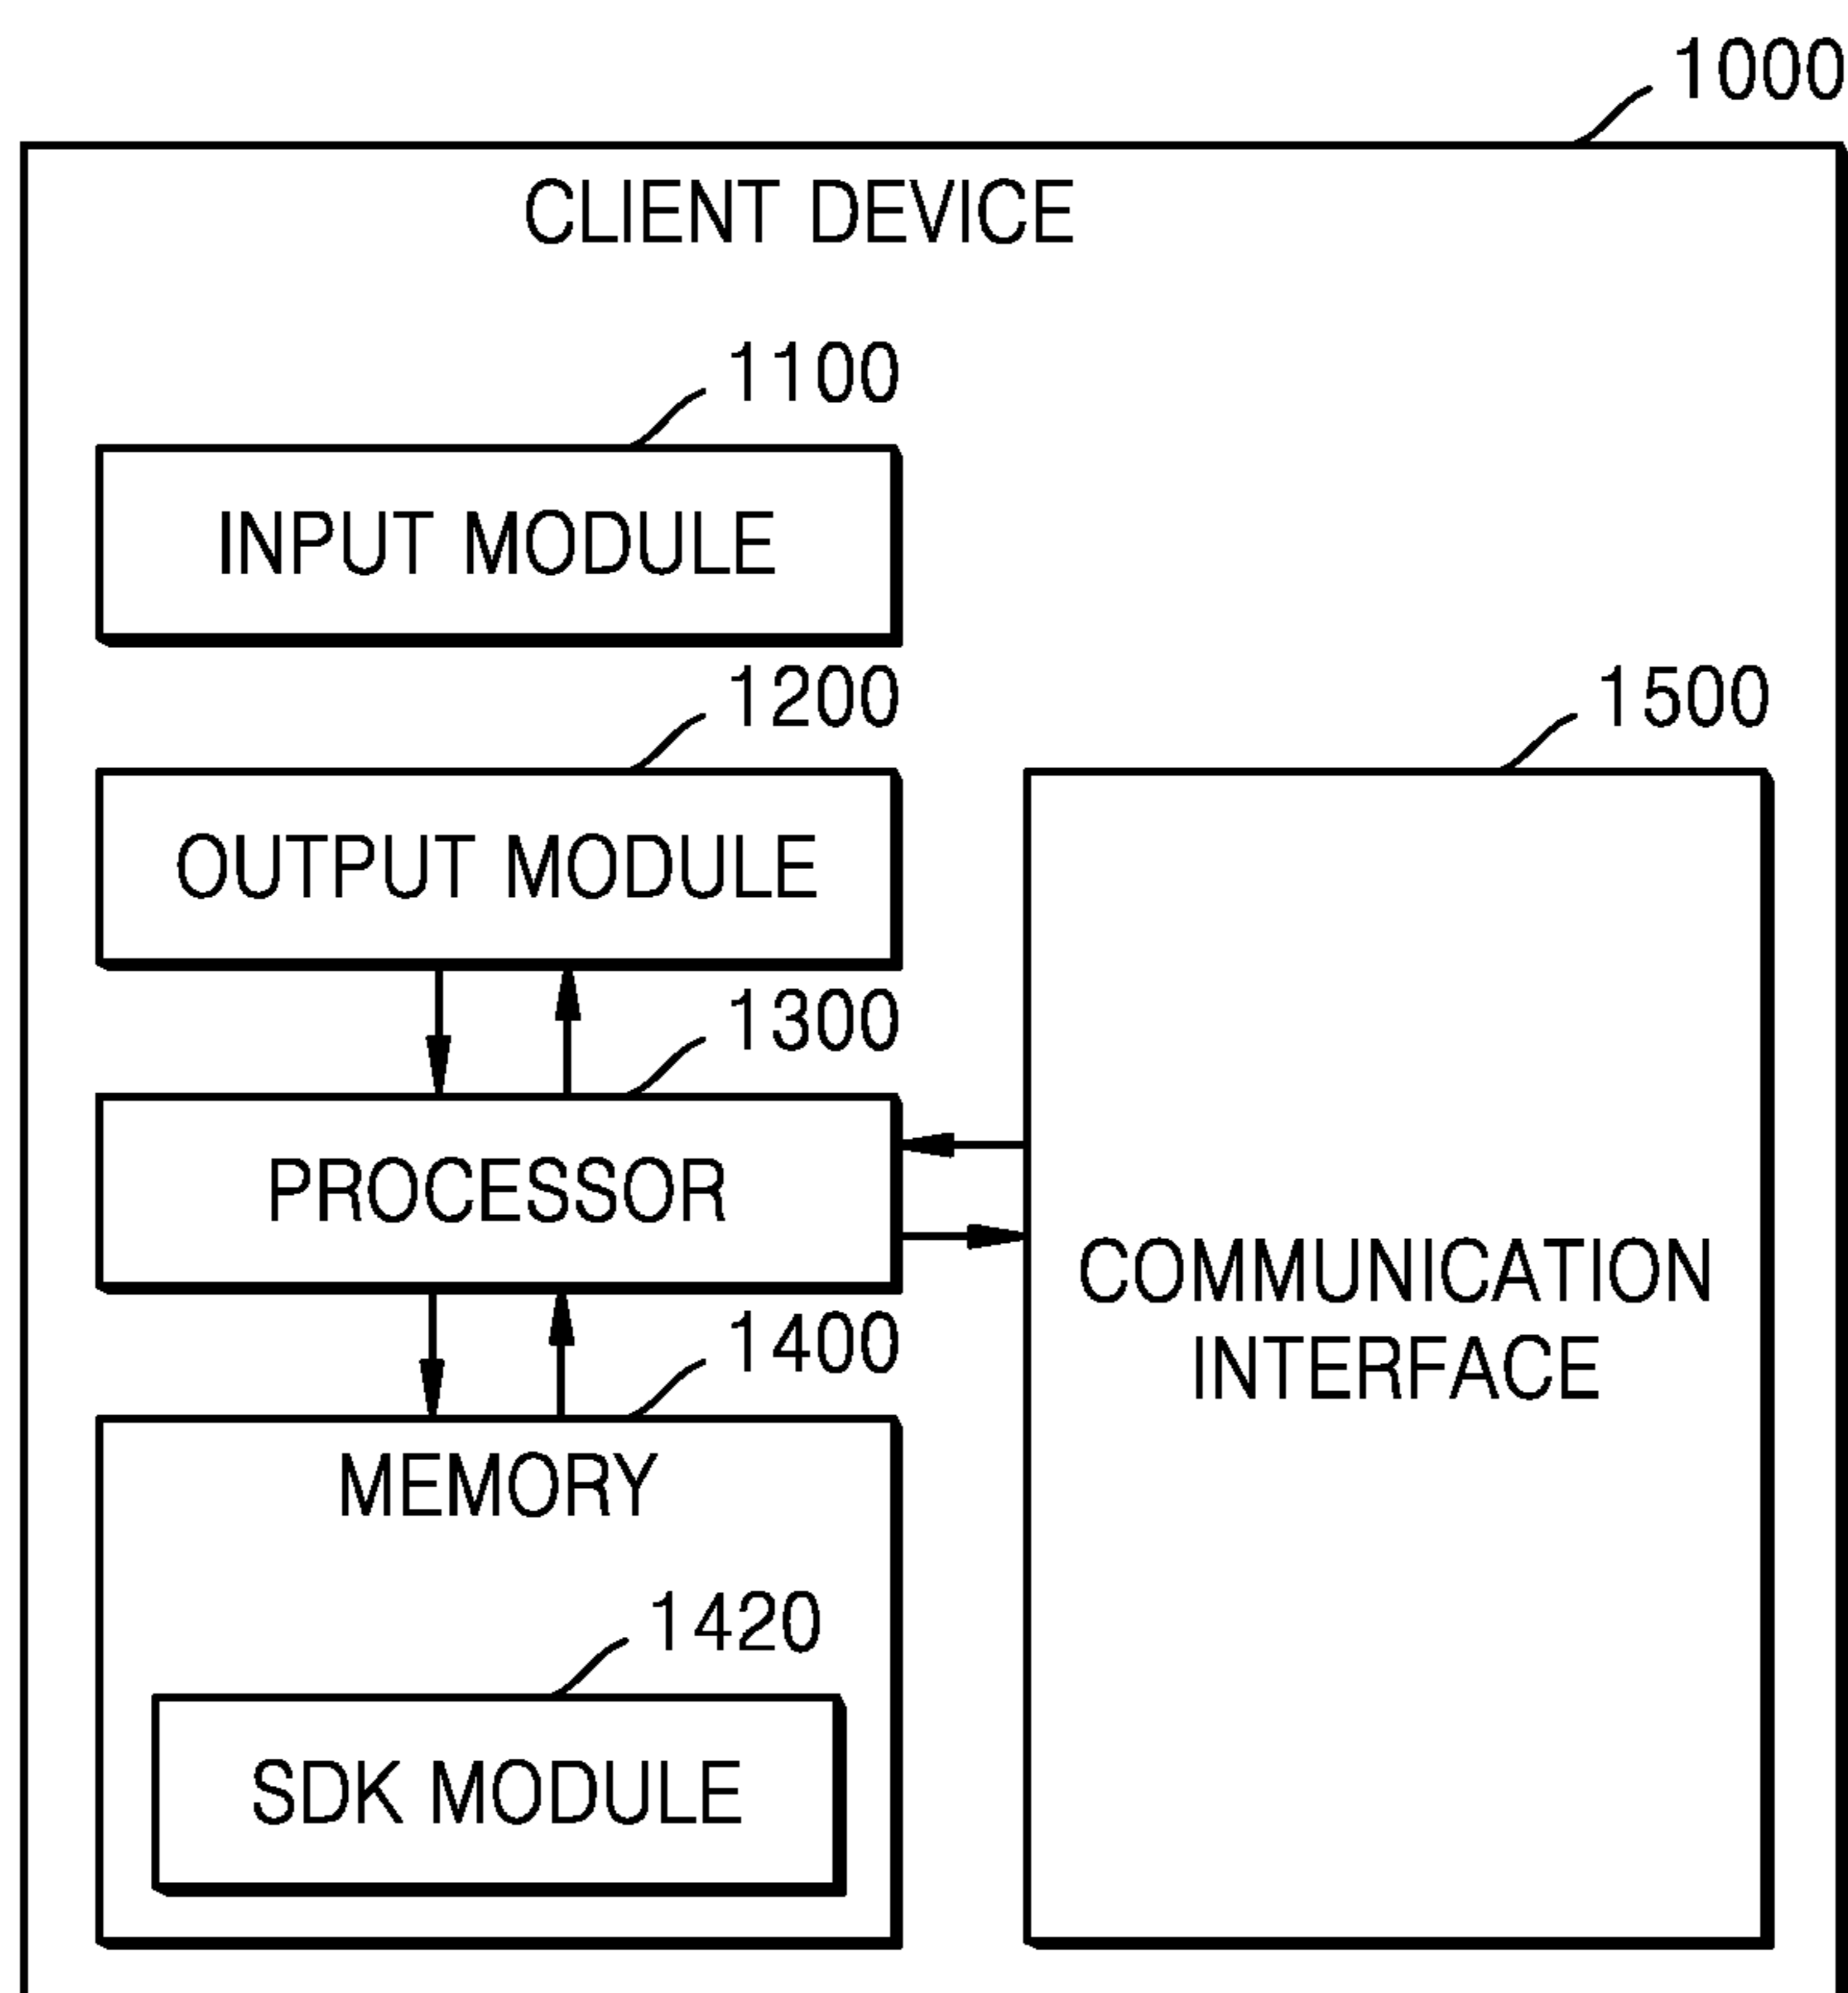 1000
CLIENT DEVICE
1100
INPUT MODULE
1200
OUTPUT MODULE
1300
PROCESSOR
1400
MEMORY
1420
SDK MODULE
1500
COMMUNICATION
INTERFACE